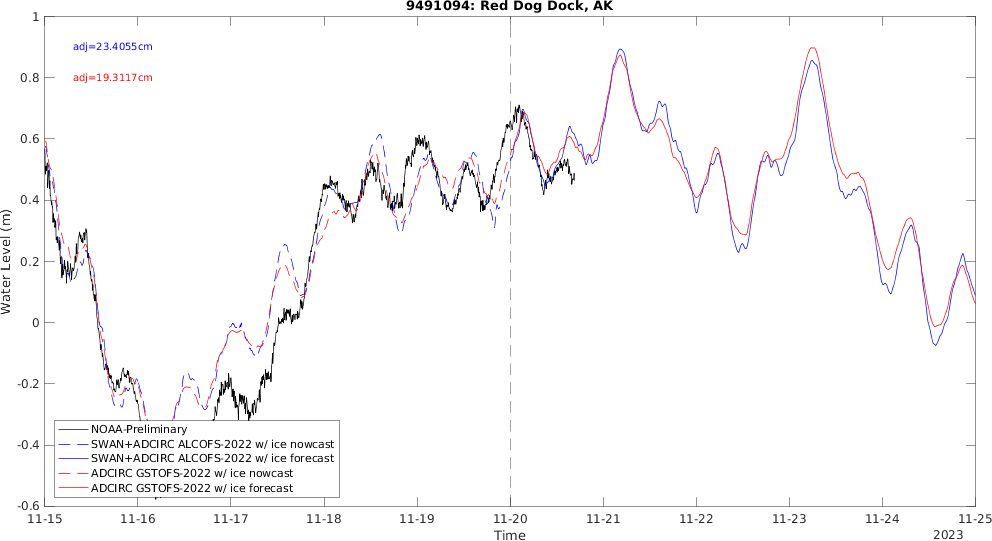 9491094: Red Dog Dock, AK
adj=23.4055cm
adj=19.3117cm
Water Level (m)
1
0.8
0.6
0.4
0.2
0
-0.2
-0.4
-0.6
NOAA-Preliminary
SWAN+ADCIRC ALCOFS-2022 w/ ice nowcast
SWAN+ADCIRC ALCOFS-2022 w/ ice forecast
ADCIRC GSTOFS-2022 w/ ice nowcast
ADCIRC GSTOFS-2022 w/ ice forecast
11-15 11-16 11-17 11-18 11-19 11-20 11-21 11-22 11-23 11-24 11-25
Time
2023